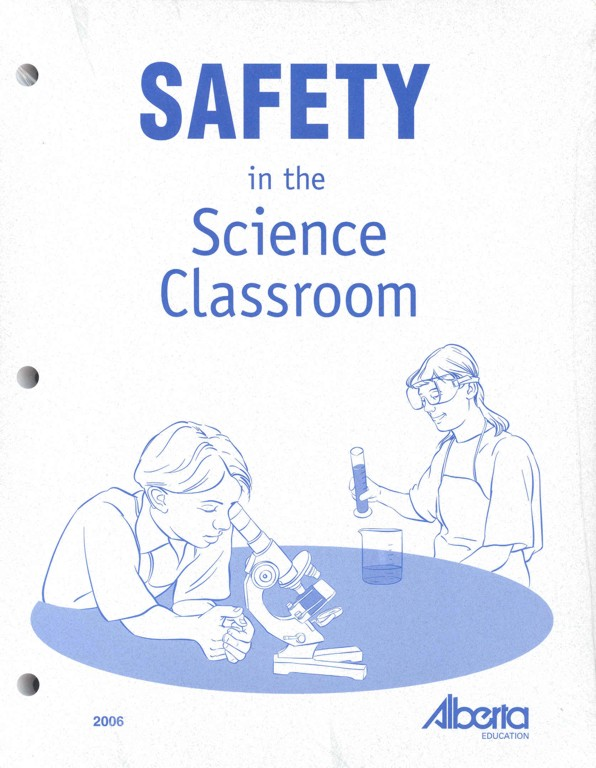 SAFETY
in the
Science
Classroom
2006
Alberta
EDUCATION